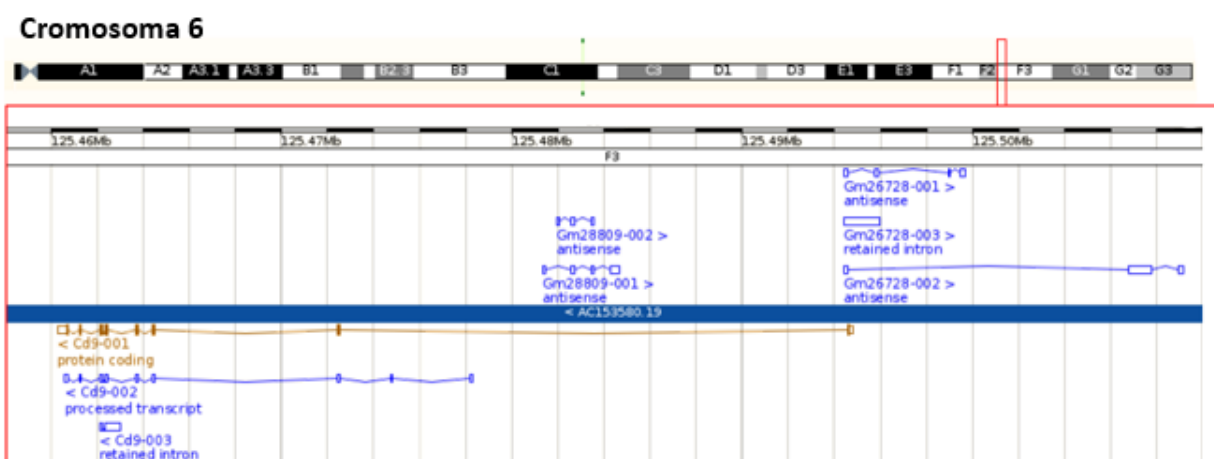 Cromosoma 6
A1 A2 A3.1 A3.3 B1 B2.3 B3 C1 C3 D1 D3 E1 E3 F1 F2 F3 G1 G2 G3
125.46Mb 125.47Mb 125.48Mb 125.49Mb 125.50Mb
F3
Gm26728-001 >
antisense
Gm28809-002 > Gm26728-003 >
antisense retained intron
Gm28809-001 > Gm26728-002 >
antisense antisense
< AC153580.19
< Cd9-001
protein coding
< Cd9-002
processed transcript
< Cd9-003
retained intron